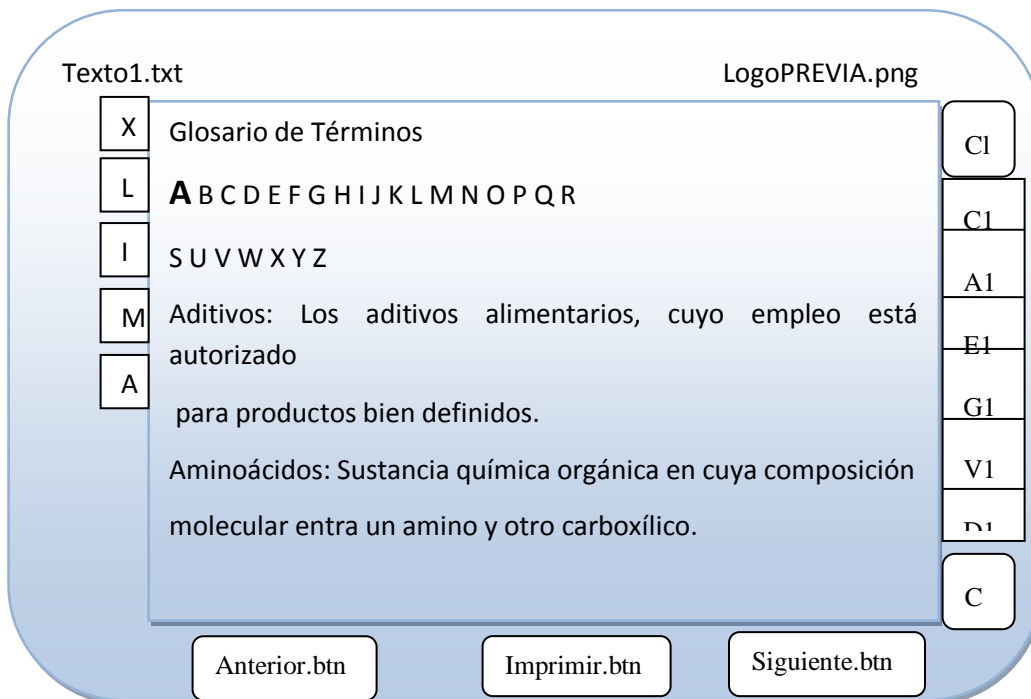 Texto1.txt LogoPREVIA.png
X
L
I
M
A
Glosario de Términos
A B C D E F G H I J K L M N O P Q R
S U V W X Y Z
Aditivos: Los aditivos alimentarios, cuyo empleo está
autorizado
para productos bien definidos.
Aminoácidos: Sustancia química orgánica en cuya composición
molecular entra un amino y otro carboxílico.
Cl
C1
A1
E1
G1
V1
D1
C
Anterior.btn Imprimir.btn Siguiente.btn